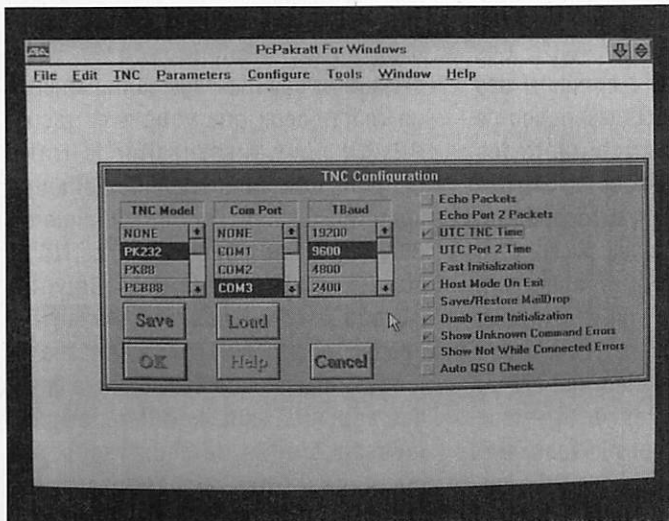 PcPakratt For Windows
File Edit TNC Parameters Configure Tools Window Help
TNC Configuration
TNC Model
NONE
PK232
PK88
PCB88
Com Port
NONE
COM1
COM2
COM3
TBaud
19200
9600
4800
2400
Save
Load
OK
Help
Cancel
Echo Packets
Echo Port 2 Packets
UTC TNC Time
UTC Port 2 Time
Fast Initialization
Host Mode On Exit
Save/Restore MailDrop
Dumb Term Initialization
Show Unknown Command Errors
Show Not While Connected Errors
Auto QSO Check